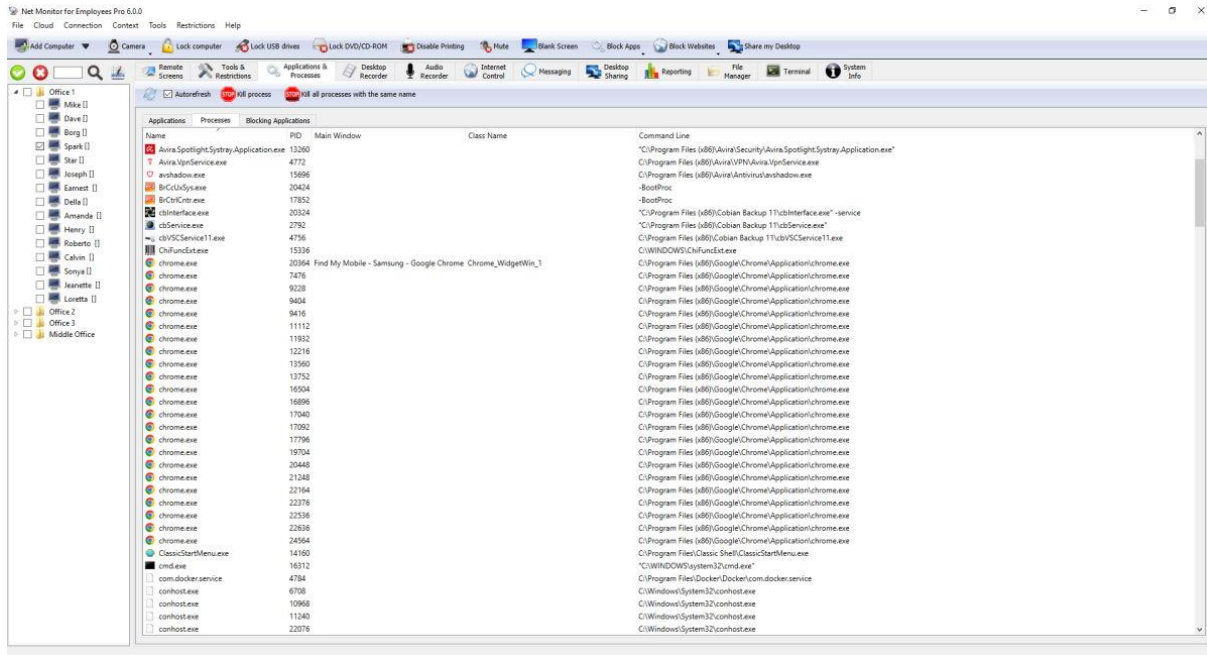 Net Monitor for Employees Pro 6.0.0
File Cloud Connection Context Tools Restrictions Help
Add Computer Camera Lock computer Lock USB drives Lock DVD/CD-ROM Disable Printing Mute Blank Screen Block Apps Block Websites Share my Desktop
Remote Screens Tools & Restrictions Applications & Processes Desktop Recorder Audio Recorder Internet Control Messaging Desktop Sharing Reporting File Manager Terminal System Info
Office 1
Mike []
Dave []
Borg []
Spark []
Star []
Joseph []
Earnest []
Della []
Amanda []
Henry []
Roberto []
Calvin []
Sonya []
Jeanette []
Loretta []
Office 2
Office 3
Middle Office
Autorefresh STOP Kill process STOP Kill all processes with the same name
Applications Processes Blocking Applications
Name PID Main Window Class Name Command Line
Avira.Spotlight.Systray.Application.exe 13260 "C:\Program Files (x86)\Avira\Security\Avira.Spotlight.Systray.Application.exe"
Avira.VpnService.exe 4772 C:\Program Files (x86)\Avira\VPN\Avira.VpnService.exe
avshadow.exe 15696 C:\Program Files (x86)\Avira\Antivirus\avshadow.exe
BrCcUxSys.exe 20424 -BootProc
BrCtrlCntr.exe 17852 -BootProc
cbInterface.exe 20324 "C:\Program Files (x86)\Cobian Backup 11\cbInterface.exe" -service
cbService.exe 2792 "C:\Program Files (x86)\Cobian Backup 11\cbService.exe"
cbVSCService11.exe 4756 C:\Program Files (x86)\Cobian Backup 11\cbVSCService11.exe
ChiFuncExt.exe 15336 C:\WINDOWS\ChiFuncExt.exe
chrome.exe 20364 Find My Mobile - Samsung - Google Chrome Chrome_WidgetWin_1 C:\Program Files (x86)\Google\Chrome\Application\chrome.exe
chrome.exe 7476 C:\Program Files (x86)\Google\Chrome\Application\chrome.exe
chrome.exe 9228 C:\Program Files (x86)\Google\Chrome\Application\chrome.exe
chrome.exe 9404 C:\Program Files (x86)\Google\Chrome\Application\chrome.exe
chrome.exe 9416 C:\Program Files (x86)\Google\Chrome\Application\chrome.exe
chrome.exe 11112 C:\Program Files (x86)\Google\Chrome\Application\chrome.exe
chrome.exe 11932 C:\Program Files (x86)\Google\Chrome\Application\chrome.exe
chrome.exe 12216 C:\Program Files (x86)\Google\Chrome\Application\chrome.exe
chrome.exe 13560 C:\Program Files (x86)\Google\Chrome\Application\chrome.exe
chrome.exe 13752 C:\Program Files (x86)\Google\Chrome\Application\chrome.exe
chrome.exe 16504 C:\Program Files (x86)\Google\Chrome\Application\chrome.exe
chrome.exe 16896 C:\Program Files (x86)\Google\Chrome\Application\chrome.exe
chrome.exe 17040 C:\Program Files (x86)\Google\Chrome\Application\chrome.exe
chrome.exe 17092 C:\Program Files (x86)\Google\Chrome\Application\chrome.exe
chrome.exe 17796 C:\Program Files (x86)\Google\Chrome\Application\chrome.exe
chrome.exe 19704 C:\Program Files (x86)\Google\Chrome\Application\chrome.exe
chrome.exe 20448 C:\Program Files (x86)\Google\Chrome\Application\chrome.exe
chrome.exe 21248 C:\Program Files (x86)\Google\Chrome\Application\chrome.exe
chrome.exe 22164 C:\Program Files (x86)\Google\Chrome\Application\chrome.exe
chrome.exe 22376 C:\Program Files (x86)\Google\Chrome\Application\chrome.exe
chrome.exe 22536 C:\Program Files (x86)\Google\Chrome\Application\chrome.exe
chrome.exe 22636 C:\Program Files (x86)\Google\Chrome\Application\chrome.exe
chrome.exe 24564 C:\Program Files (x86)\Google\Chrome\Application\chrome.exe
ClassicStartMenu.exe 14160 C:\Program Files\Classic Shell\ClassicStartMenu.exe
cmd.exe 16312 "C:\WINDOWS\system32\cmd.exe"
com.docker.service 4784 C:\Program Files\Docker\Docker\com.docker.service
conhost.exe 6708 C:\Windows\System32\conhost.exe
conhost.exe 10968 C:\Windows\System32\conhost.exe
conhost.exe 11240 C:\Windows\System32\conhost.exe
conhost.exe 22076 C:\Windows\System32\conhost.exe